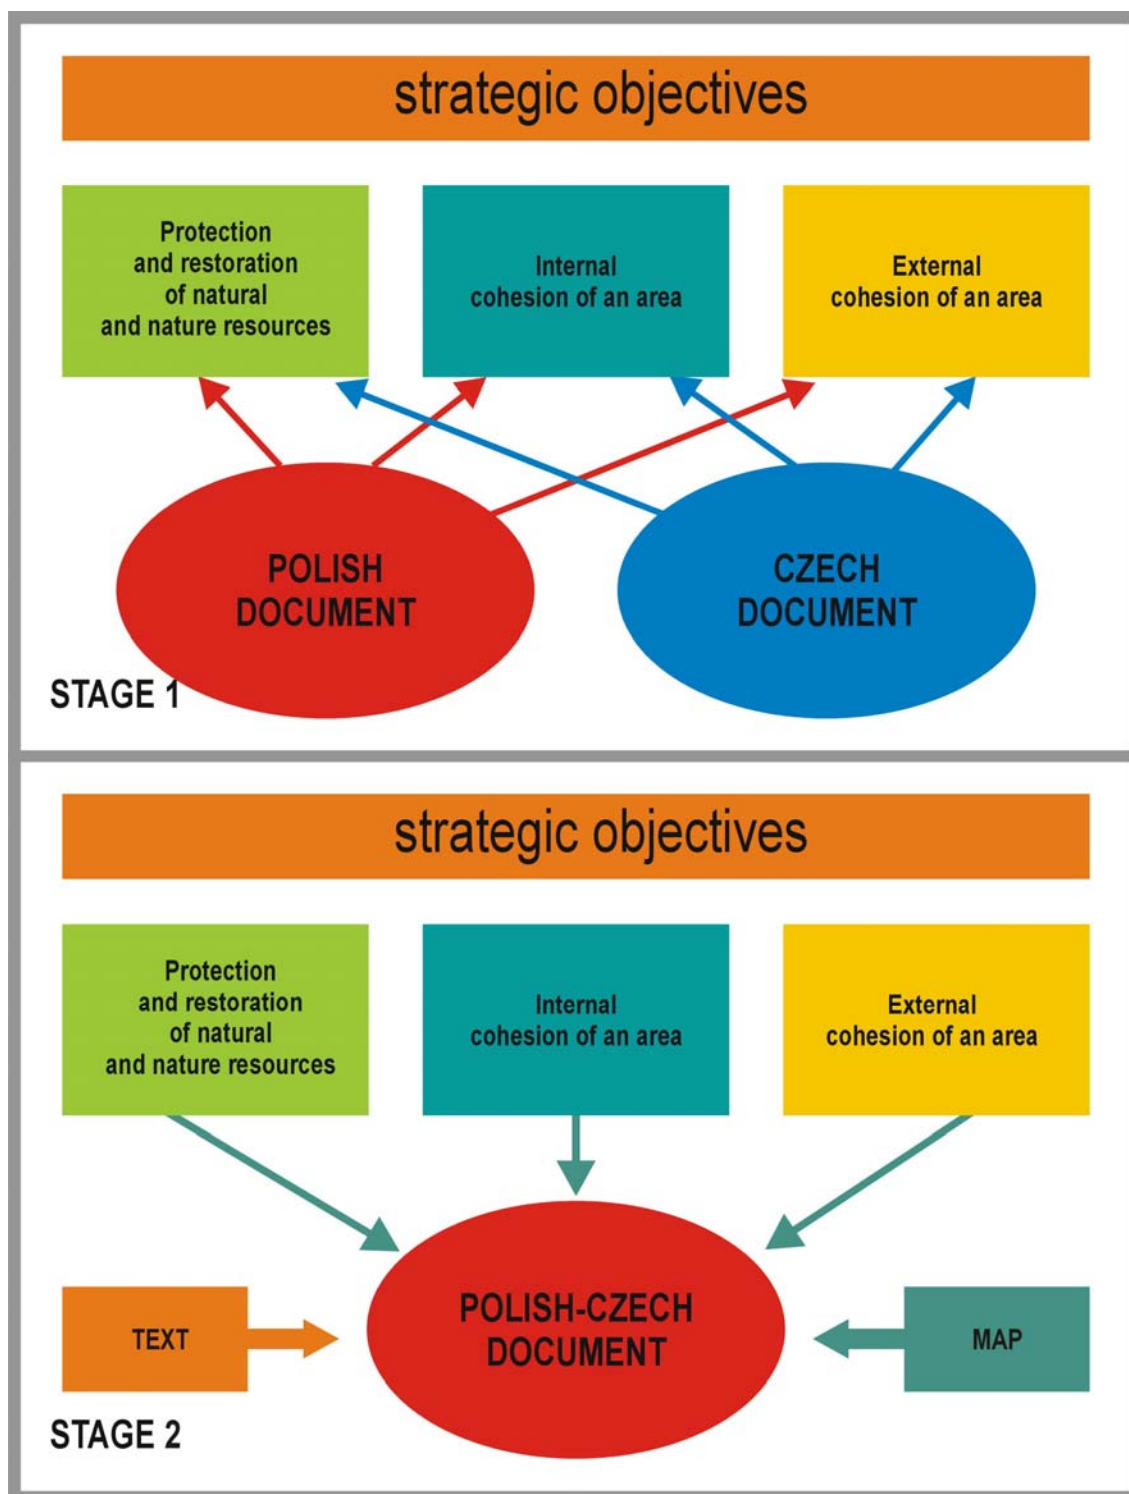 strategic objectives
Protection
and restoration
of natural
and nature resources
Internal
cohesion of an area
External
cohesion of an area
POLISH
DOCUMENT
CZECH
DOCUMENT
STAGE 1
strategic objectives
Protection
and restoration
of natural
and nature resources
Internal
cohesion of an area
External
cohesion of an area
TEXT
POLISH-CZECH
DOCUMENT
MAP
STAGE 2